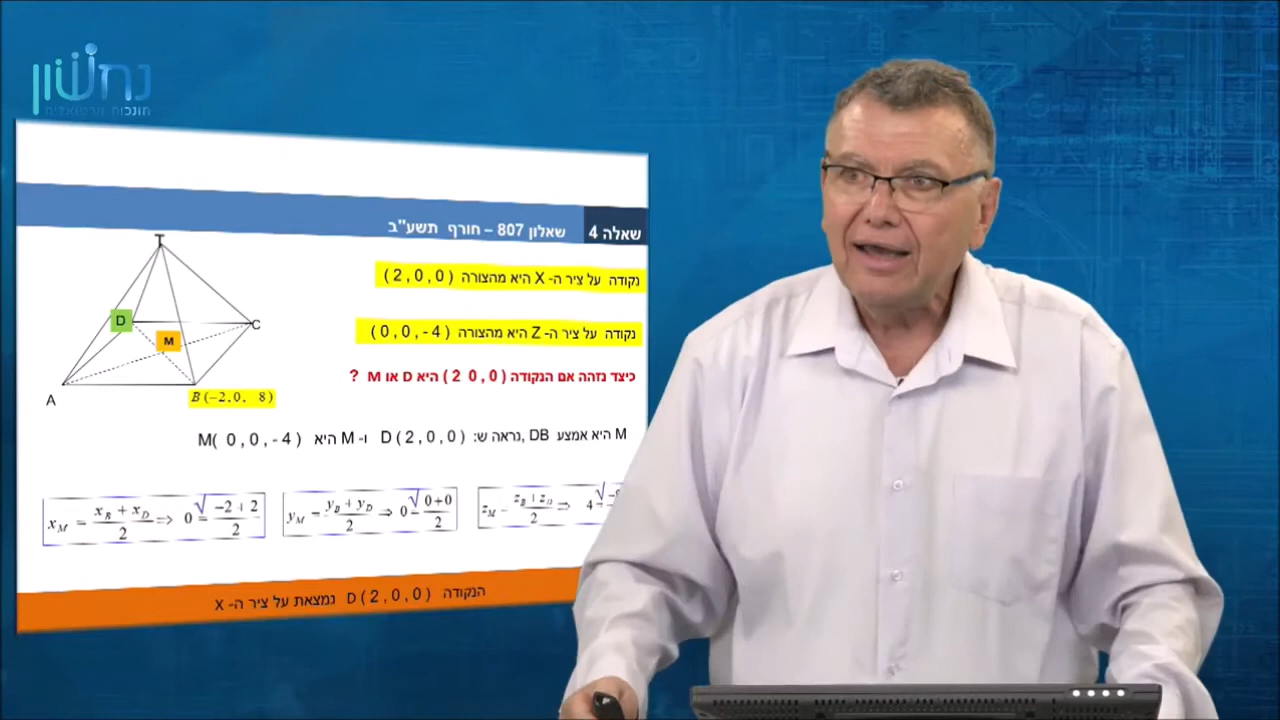 נחשון
חונכות וירטואלית
שאלה 4 שאלון 807 – חורף תשע"ב
נקודה על ציר ה- X היא מהצורה (2,0,0)
נקודה על ציר ה- Z היא מהצורה (0,0,-4)
כיצד נזהה אם הנקודה (2 0,0) היא D או M ?
T
D
C
M
A
B(-2,0, 8)
M היא אמצע DB ,נראה ש: D(2,0,0) ו- M היא M(0,0,-4)
x_M = (x_B + x_D)/2 ⇒ 0 = (-2+2)/2 √
y_M = (y_B + y_D)/2 ⇒ 0 = (0+0)/2 √
z_M = (z_B + z_D)/2 ⇒ 4
הנקודה D(2,0,0) נמצאת על ציר ה- X